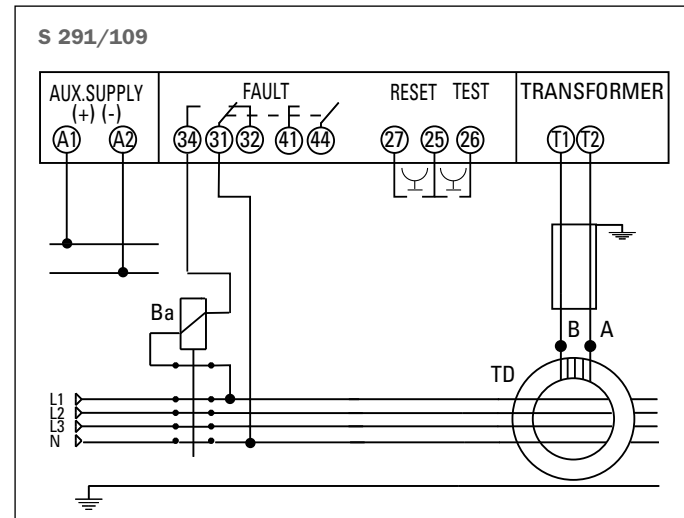 S 291/109
AUX.SUPPLY FAULT RESET TEST TRANSFORMER
(+) (-)
A1 A2 34 31 32 41 44 27 25 26 T1 T2
Ba
B A
TD
L1
L2
L3
N